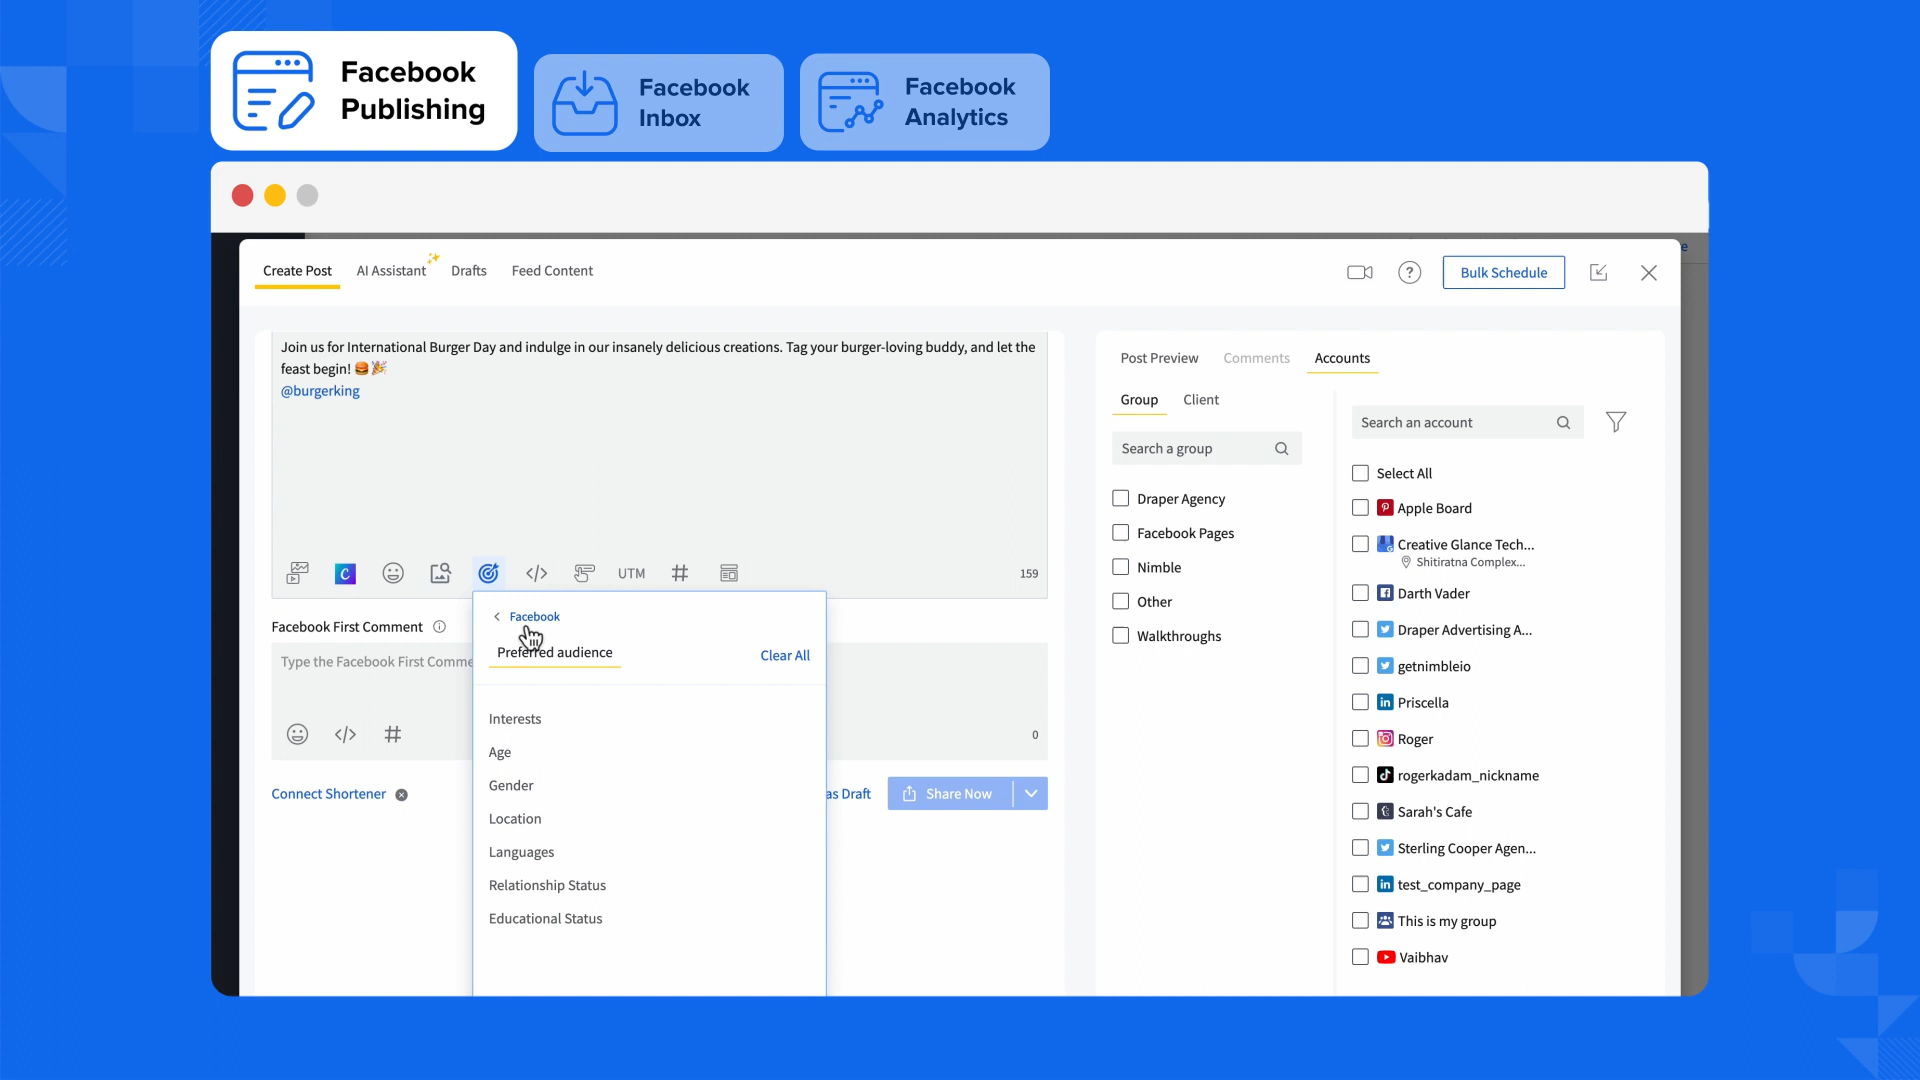 Facebook
Publishing
Facebook
Inbox
Facebook
Analytics
e
Create Post
AI Assistant
Drafts
Feed Content
Bulk Schedule
Join us for International Burger Day and indulge in our insanely delicious creations. Tag your burger-loving buddy, and let the
feast begin! 🍔🎉
@burgerking
UTM
159
Facebook First Comment
Type the Facebook First Comme
0
Connect Shortener
as Draft
Share Now
Facebook
Preferred audience
Clear All
Interests
Age
Gender
Location
Languages
Relationship Status
Educational Status
Post Preview
Comments
Accounts
Group
Client
Search a group
Draper Agency
Facebook Pages
Nimble
Other
Walkthroughs
Search an account
Select All
Apple Board
Creative Glance Tech...
Shitiratna Complex...
Darth Vader
Draper Advertising A...
getnimbleio
Priscella
Roger
rogerkadam_nickname
Sarah's Cafe
Sterling Cooper Agen...
test_company_page
This is my group
Vaibhav